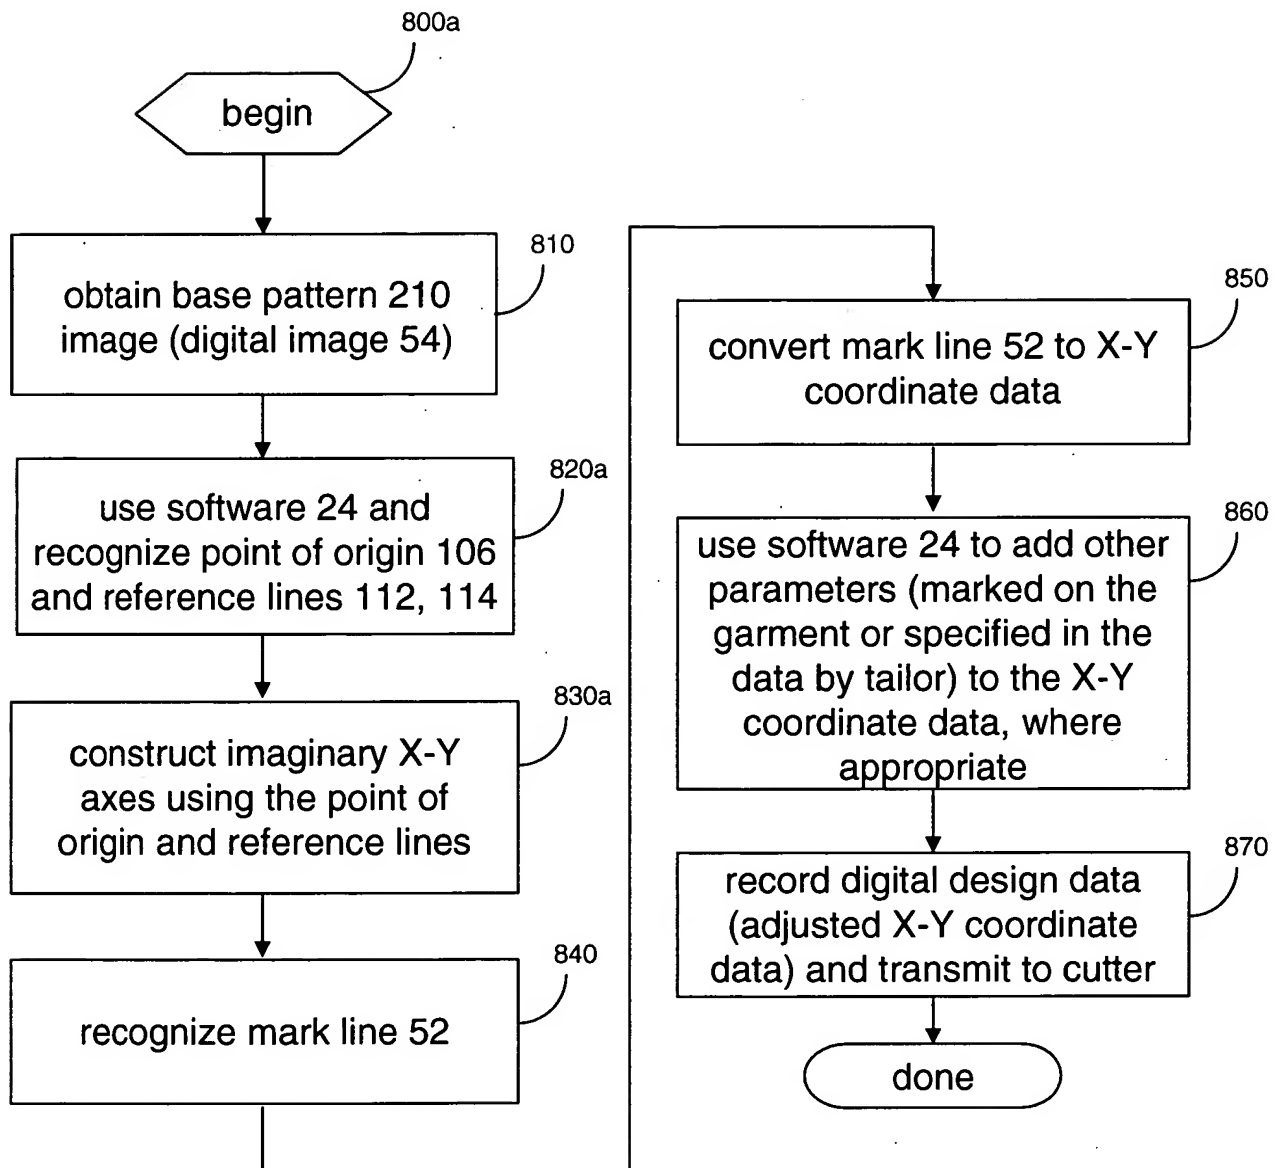 800a
begin
810
obtain base pattern 210
image (digital image 54)
820a
use software 24 and
recognize point of origin 106
and reference lines 112, 114
830a
construct imaginary X-Y
axes using the point of
origin and reference lines
840
recognize mark line 52
850
convert mark line 52 to X-Y
coordinate data
860
use software 24 to add other
parameters (marked on the
garment or specified in the
data by tailor) to the X-Y
coordinate data, where
appropriate
870
record digital design data
(adjusted X-Y coordinate
data) and transmit to cutter
done